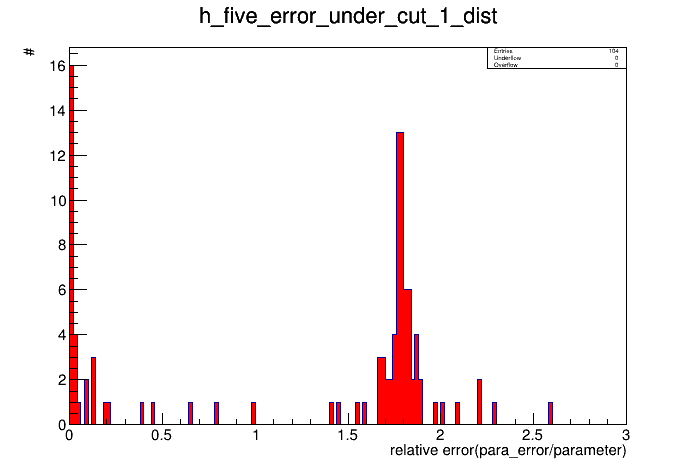 h_five_error_under_cut_1_dist
#
Entries 104
Underflow 0
Overflow 0
16
14
12
10
8
6
4
2
0
0 0.5 1 1.5 2 2.5 3
relative error(para_error/parameter)